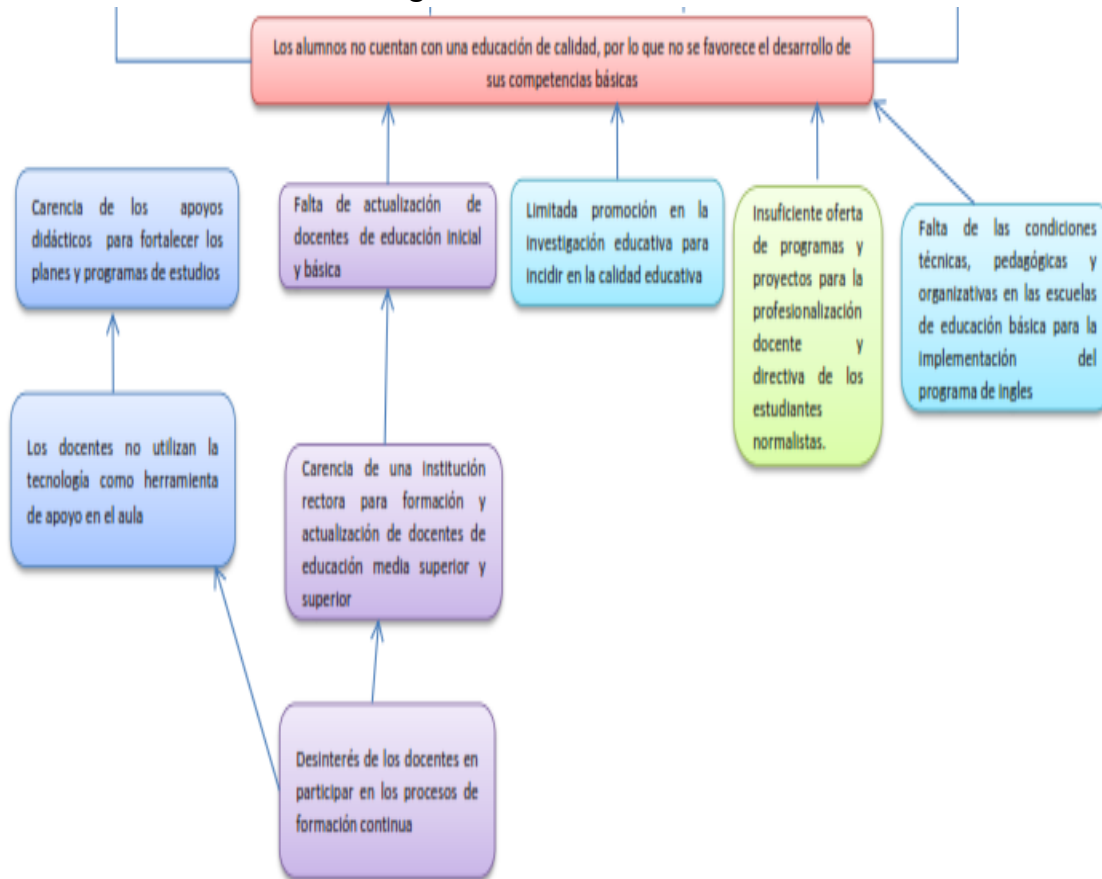 Los alumnos no cuentan con una educación de calidad, por lo que no se favorece el desarrollo de
sus competencias básicas
Carencia de los apoyos
didácticos para fortalecer los
planes y programas de estudios
Falta de actualización de
docentes de educación inicial
y básica
Limitada promoción en la
investigación educativa para
incidir en la calidad educativa
Insuficiente oferta
de programas y
proyectos para la
profesionalización
docente y
directiva de los
estudiantes
normalistas.
Falta de las condiciones
técnicas, pedagógicas y
organizativas en las escuelas
de educación básica para la
implementación del
programa de ingles
Los docentes no utilizan la
tecnología como herramienta
de apoyo en el aula
Carencia de una institución
rectora para formación y
actualización de docentes de
educación media superior y
superior
Desinterés de los docentes en
participar en los procesos de
formación continua